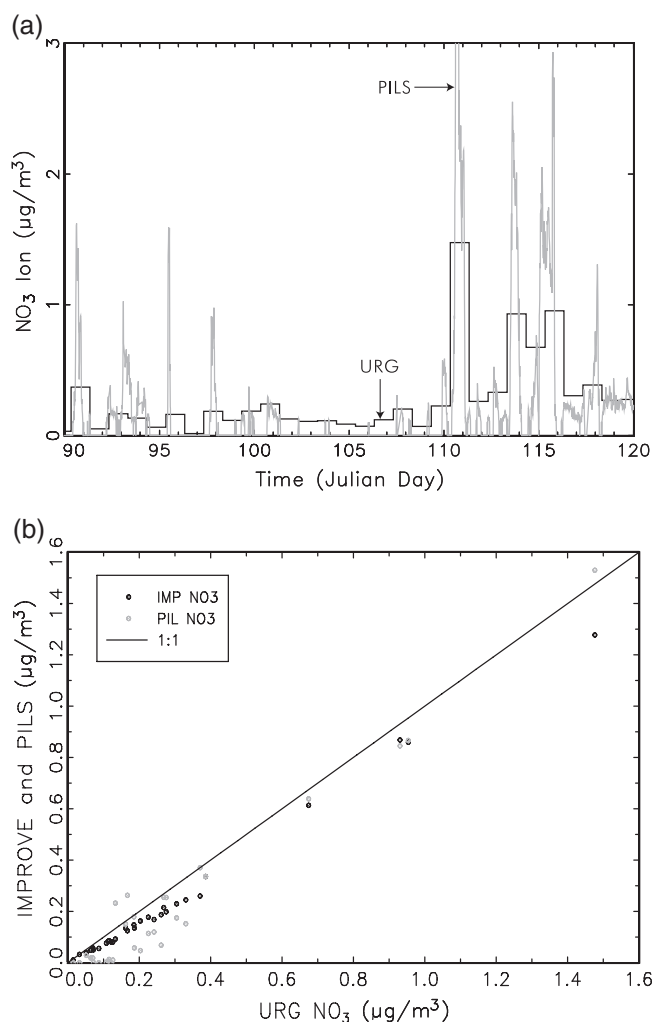 (a)
3
2
1
0
NO3 Ion (μg/m3)
PILS
URG
90 95 100 105 110 115 120
Time (Julian Day)
(b)
1.6
1.4
1.2
1.0
0.8
0.6
0.4
0.2
0.0
IMPROVE and PILS (μg/m3)
IMP NO3
PIL NO3
1:1
0.0 0.2 0.4 0.6 0.8 1.0 1.2 1.4 1.6
URG NO3 (μg/m3)